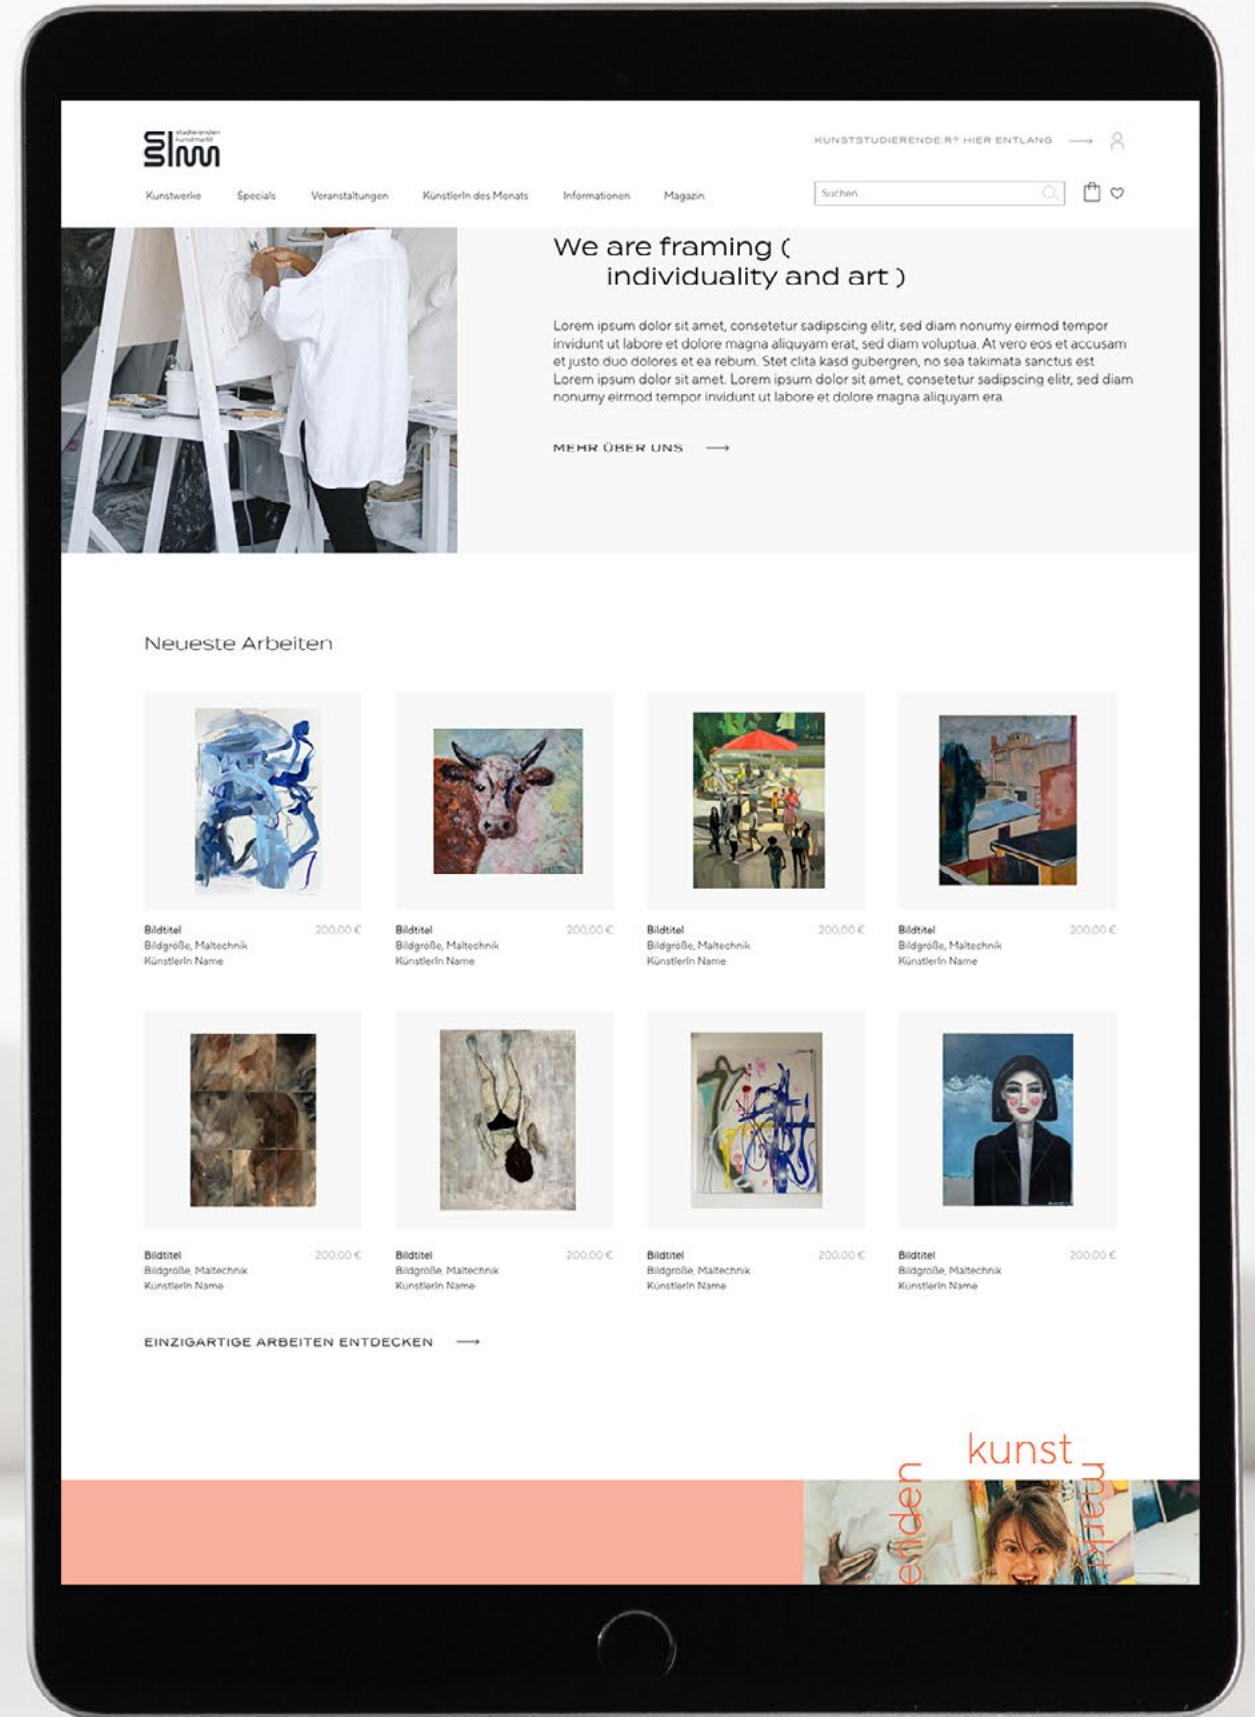 studierenden
kunstmarkt
KUNSTSTUDIERENDE:R? HIER ENTLANG
Kunstwerke Specials Veranstaltungen KünstlerIn des Monats Informationen Magazin Suchen
We are framing (
individuality and art )
Lorem ipsum dolor sit amet, consetetur sadipscing elitr, sed diam nonumy eirmod tempor
invidunt ut labore et dolore magna aliquyam erat, sed diam voluptua. At vero eos et accusam
et justo duo dolores et ea rebum. Stet clita kasd gubergren, no sea takimata sanctus est
Lorem ipsum dolor sit amet. Lorem ipsum dolor sit amet, consetetur sadipscing elitr, sed diam
nonumy eirmod tempor invidunt ut labore et dolore magna aliquyam era.
MEHR ÜBER UNS
Neueste Arbeiten
Bildtitel 200,00 € Bildtitel 200,00 € Bildtitel 200,00 € Bildtitel 200,00 €
Bildgröße, Maltechnik Bildgröße, Maltechnik Bildgröße, Maltechnik Bildgröße, Maltechnik
KünstlerIn Name KünstlerIn Name KünstlerIn Name KünstlerIn Name
Bildtitel 200,00 € Bildtitel 200,00 € Bildtitel 200,00 € Bildtitel 200,00 €
Bildgröße, Maltechnik Bildgröße, Maltechnik Bildgröße, Maltechnik Bildgröße, Maltechnik
KünstlerIn Name KünstlerIn Name KünstlerIn Name KünstlerIn Name
EINZIGARTIGE ARBEITEN ENTDECKEN
enden
kunst
markt